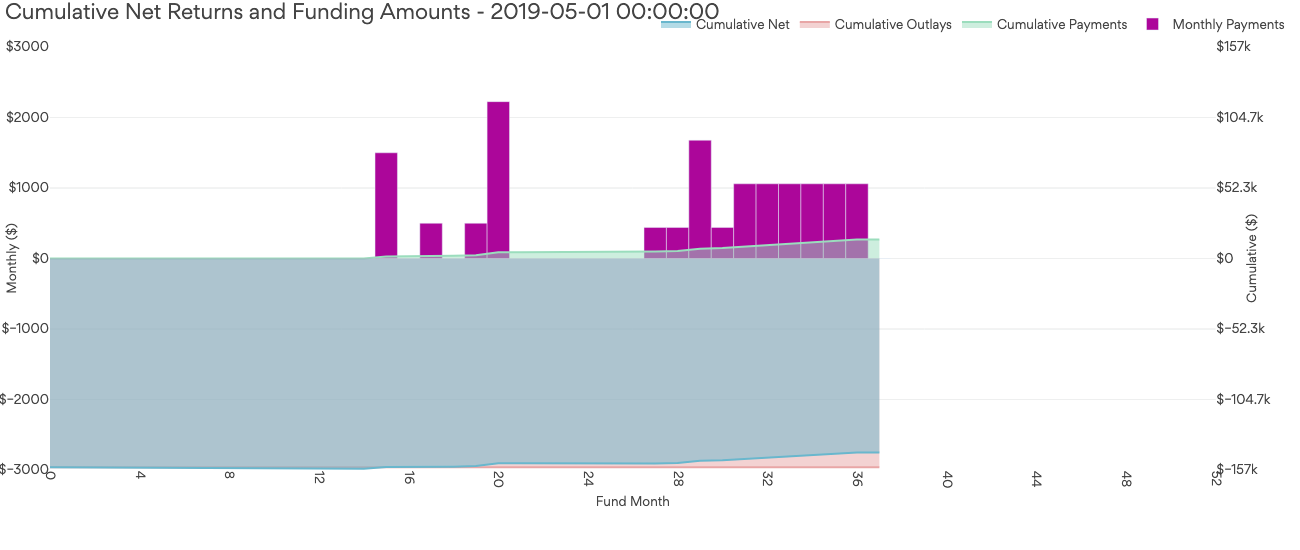 Cumulative Net Returns and Funding Amounts - 2019-05-01 00:00:00
Cumulative Net
Cumulative Outlays
Cumulative Payments
Monthly Payments
$3000
$2000
$1000
$0
$−1000
$−2000
$−3000
Monthly ($)
$157k
$104.7k
$52.3k
$0
$−52.3k
$−104.7k
$−157k
Cumulative ($)
0
4
8
12
16
20
24
28
32
36
40
44
48
52
Fund Month